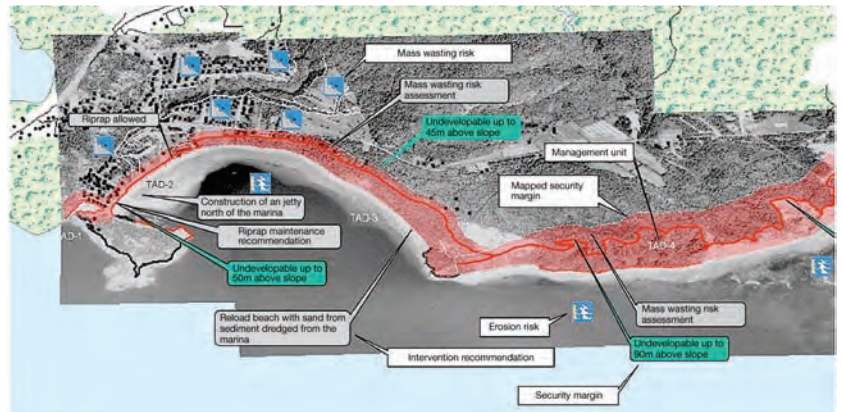 Mass wasting risk
Mass wasting risk
assessment
Riprap allowed
Undevelopable up to
45m above slope
Management unit
Mapped security
margin
TAD-2
Construction of an jetty
north of the marina
TAD-3
Riprap maintenance
recommendation
AD-1
TAD-4
Undevelopable up to
50m above slope
Reload beach with sand from
sediment dredged from the
marina
Erosion risk
Mass wasting risk
assessment
Intervention recommendation
Undevelopable up to
90m above slope
Security margin